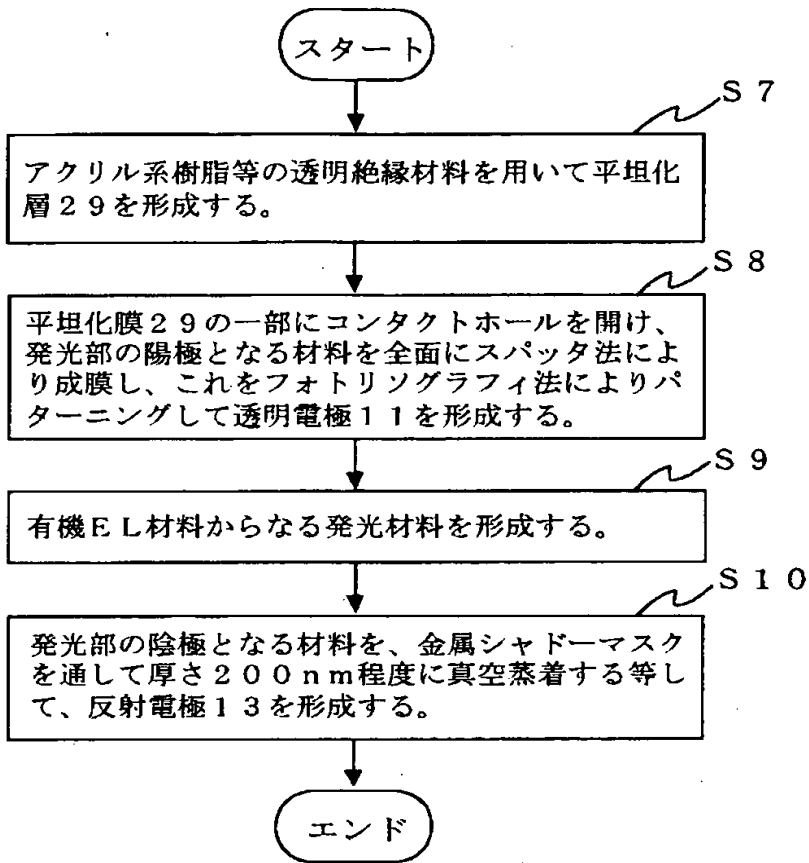 スタート
S7
アクリル系樹脂等の透明絶縁材料を用いて平坦化
層29を形成する。
S8
平坦化膜29の一部にコンタクトホールを開け、
発光部の陽極となる材料を全面にスパッタ法によ
り成膜し、これをフォトリソグラフィ法によりパ
ターニングして透明電極11を形成する。
S9
有機EL材料からなる発光材料を形成する。
S10
発光部の陰極となる材料を、金属シャドーマスク
を通して厚さ200nm程度に真空蒸着する等し
て、反射電極13を形成する。
エンド